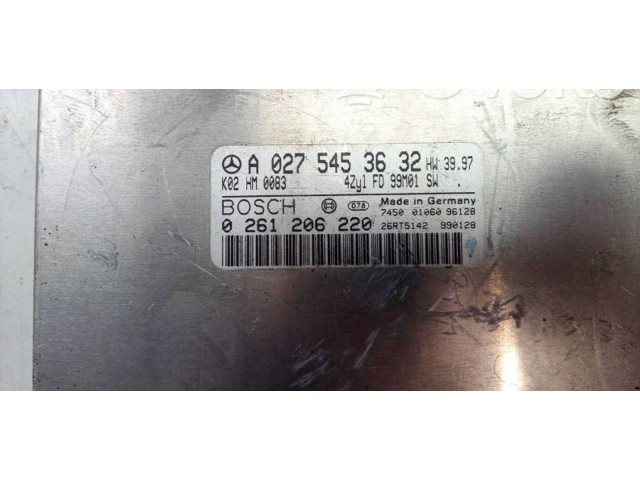 A 027 545 36 32 HW 39.97
K02 HM 0083 4Zyl FD 99M01 SW .
BOSCH 078 Made in Germany
7450 01060 96128
0 261 206 220 26RT5142 990128